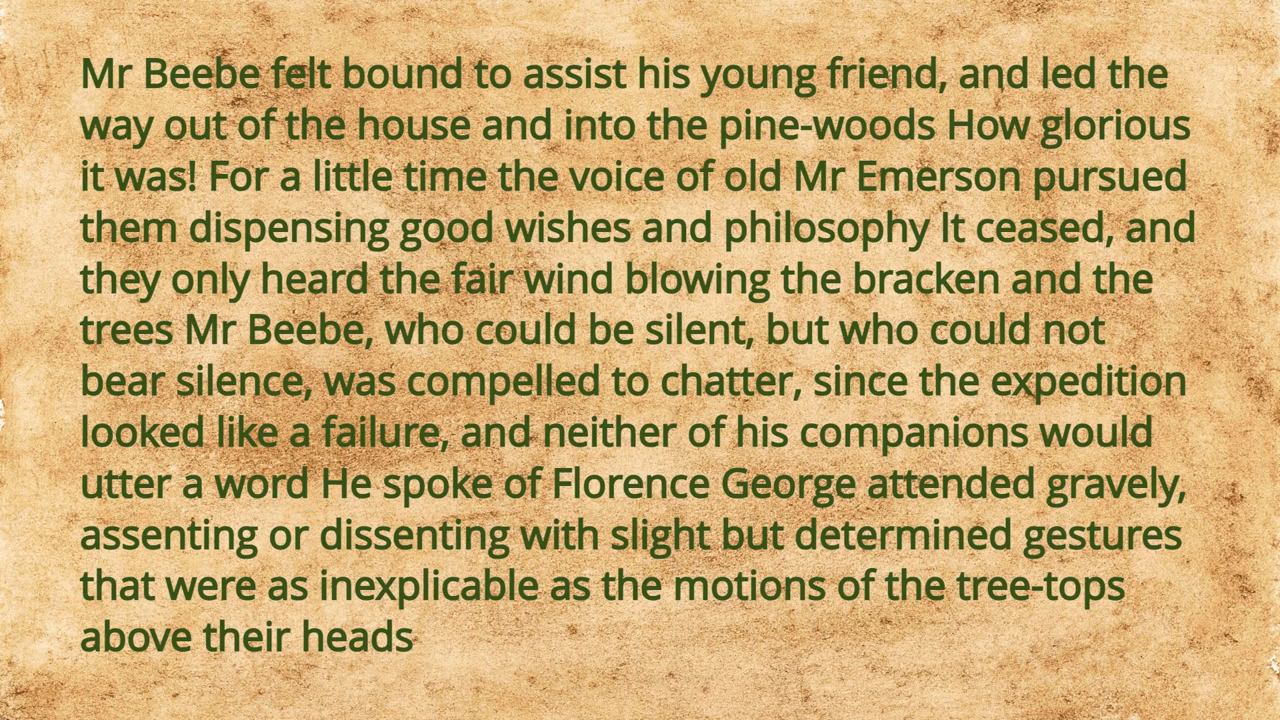 Mr Beebe felt bound to assist his young friend, and led the
way out of the house and into the pine-woods How glorious
it was! For a little time the voice of old Mr Emerson pursued
them dispensing good wishes and philosophy It ceased, and
they only heard the fair wind blowing the bracken and the
trees Mr Beebe, who could be silent, but who could not
bear silence, was compelled to chatter, since the expedition
looked like a failure, and neither of his companions would
utter a word He spoke of Florence George attended gravely,
assenting or dissenting with slight but determined gestures
that were as inexplicable as the motions of the tree-tops
above their heads